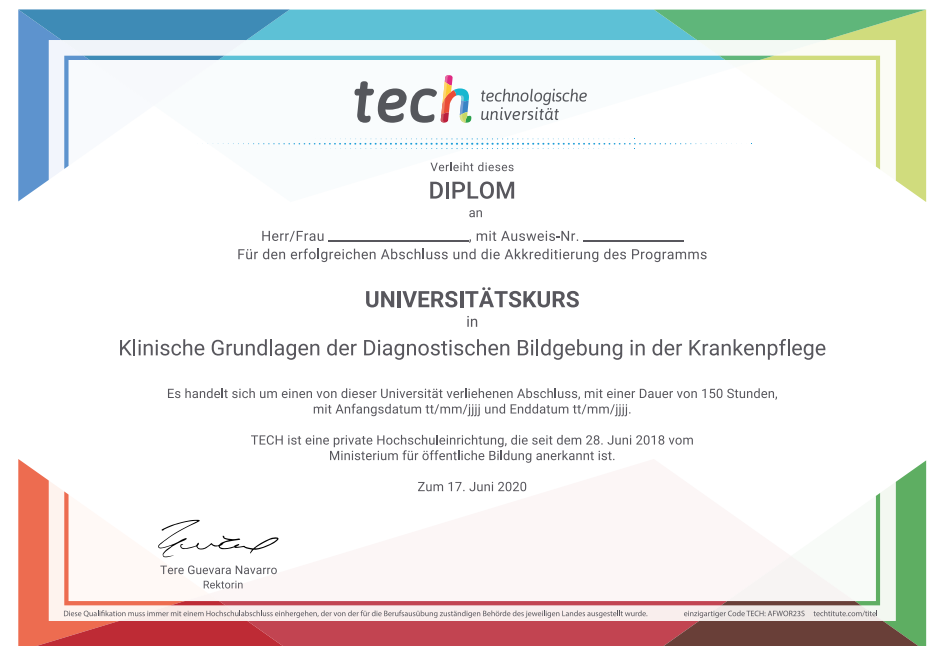 tech technologische
universität
Verleiht dieses
DIPLOM
an
Herr/Frau ____________, mit Ausweis-Nr. ____________
Für den erfolgreichen Abschluss und die Akkreditierung des Programms
UNIVERSITÄTSKURS
in
Klinische Grundlagen der Diagnostischen Bildgebung in der Krankenpflege
Es handelt sich um einen von dieser Universität verliehenen Abschluss, mit einer Dauer von 150 Stunden,
mit Anfangsdatum tt/mm/jjjj und Enddatum tt/mm/jjjj.
TECH ist eine private Hochschuleinrichtung, die seit dem 28. Juni 2018 vom
Ministerium für öffentliche Bildung anerkannt ist.
Zum 17. Juni 2020
Tere Guevara Navarro
Rektorin
Diese Qualifikation muss immer mit einem Hochschulabschluss einhergehen, der von der für die Berufsausübung zuständigen Behörde des jeweiligen Landes ausgestellt wurde. einzigartiger Code TECH: AFWOR23S techtitute.com/titel